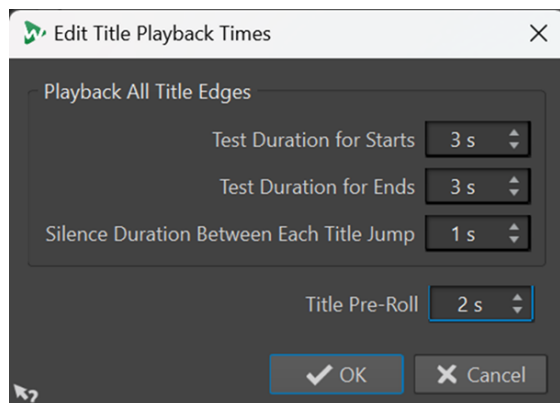 Edit Title Playback Times
Playback All Title Edges
Test Duration for Starts 3 s
Test Duration for Ends 3 s
Silence Duration Between Each Title Jump 1 s
Title Pre-Roll 2 s
OK Cancel